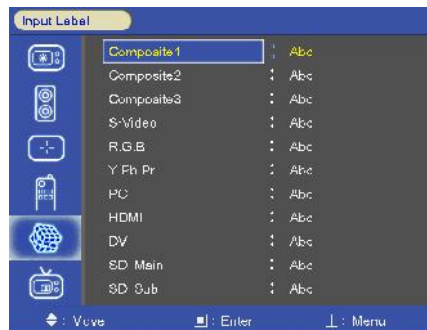 Input Label
Composite1 : Abc
Composite2 : Abc
Composite3 : Abc
S-Video : Abc
R.G.B : Abc
Y Pb Pr : Abc
PC : Abc
HDMI : Abc
DV : Abc
SD Main : Abc
SD Sub : Abc
: Move : Enter : Menu